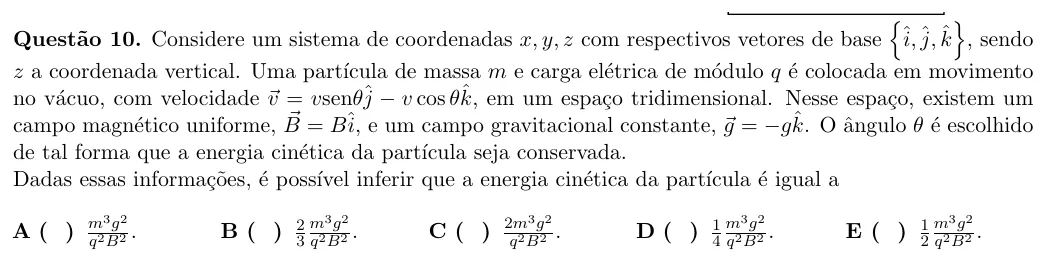 Questão 10. Considere um sistema de coordenadas x, y, z com respectivos vetores de base {î, ĵ, k̂}, sendo
z a coordenada vertical. Uma partícula de massa m e carga elétrica de módulo q é colocada em movimento
no vácuo, com velocidade v⃗ = vsenθĵ − v cos θk̂, em um espaço tridimensional. Nesse espaço, existem um
campo magnético uniforme, B⃗ = Bî, e um campo gravitacional constante, g⃗ = −gk̂. O ângulo θ é escolhido
de tal forma que a energia cinética da partícula seja conservada.
Dadas essas informações, é possível inferir que a energia cinética da partícula é igual a
A ( ) m³g²/q²B². B ( ) 2/3 m³g²/q²B². C ( ) 2m³g²/q²B². D ( ) 1/4 m³g²/q²B². E ( ) 1/2 m³g²/q²B².